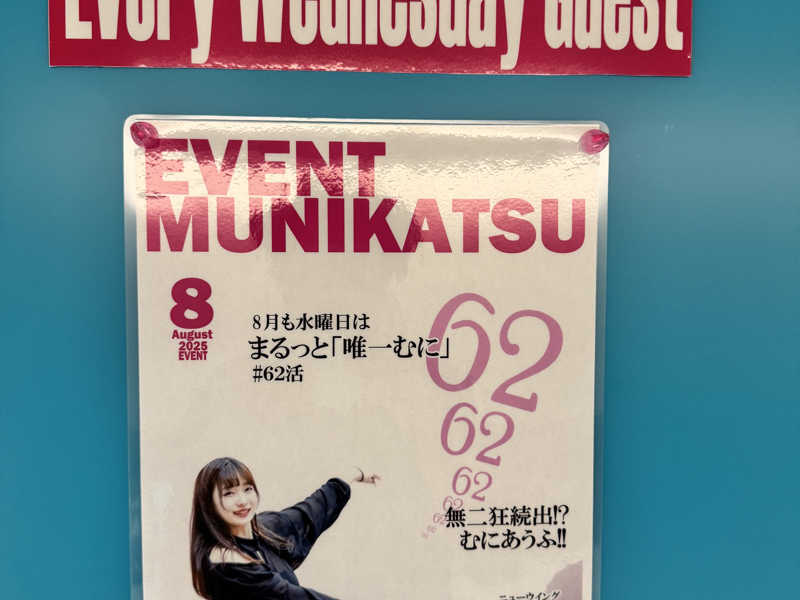 Every Wednesday Guest
EVENT
MUNIKATSU
8
August
2025
EVENT
8月も水曜日は
まるっと「唯一むに」
#62活
62
62
62
62
62
無二狂続出!?
むにあうふ!!
ニューウイング